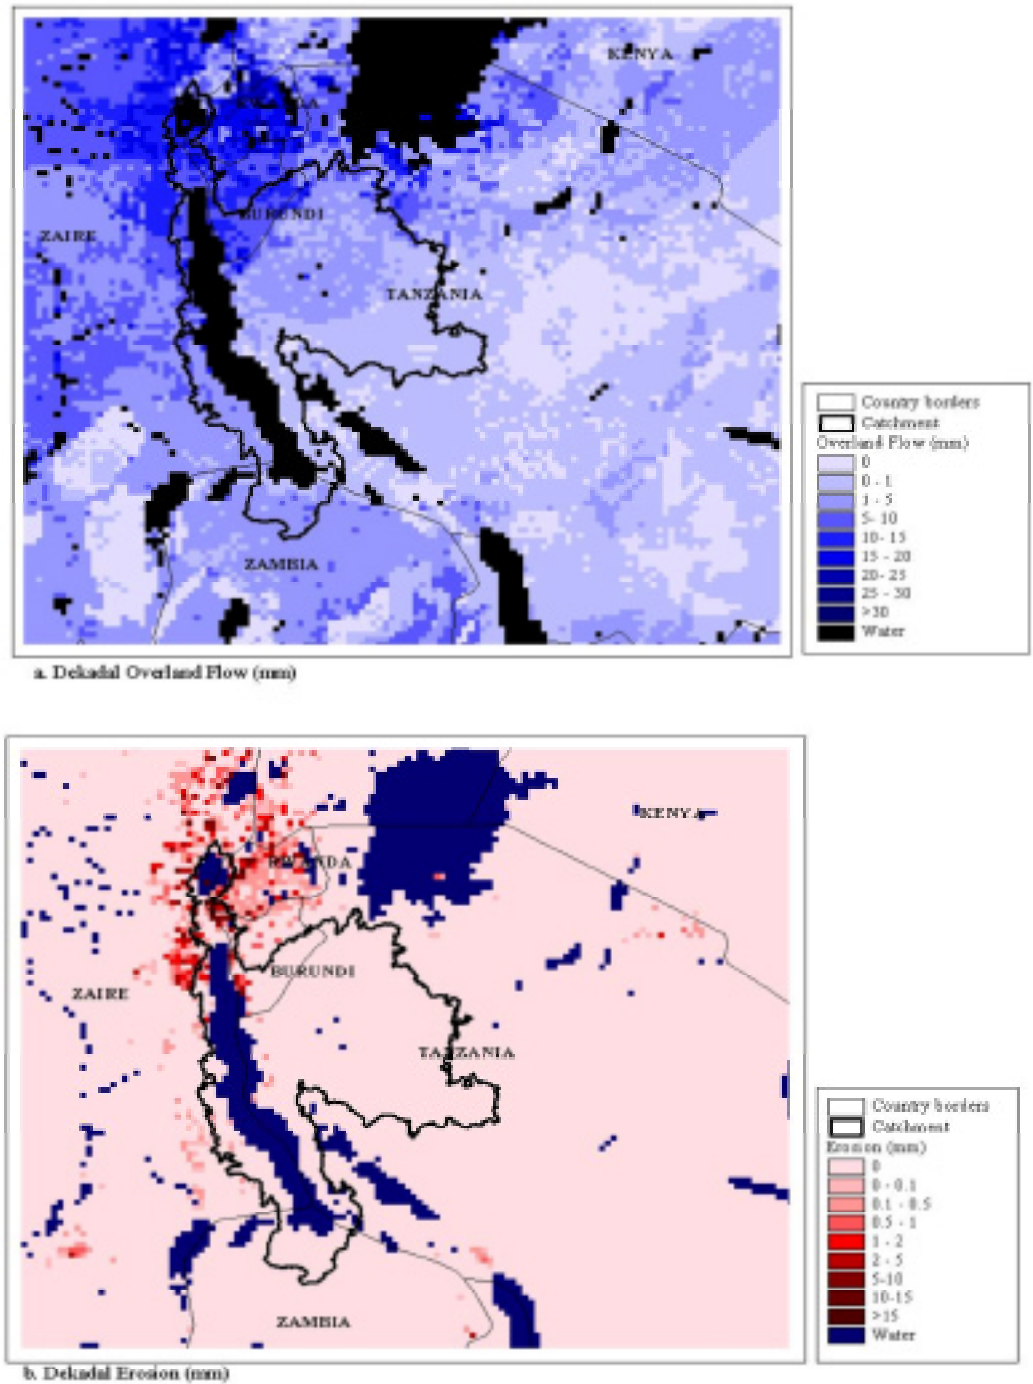 KENYA
RWANDA
BURUNDI
ZAIRE
TANZANIA
ZAMBIA
Country borders
Catchment
Overland Flow (mm)
0
0 - 1
1 - 5
5- 10
10- 15
15 - 20
20- 25
25 - 30
>30
Water
a. Dekadal Overland Flow (mm)
KENYA
RWANDA
BURUNDI
ZAIRE
TANZANIA
ZAMBIA
Country borders
Catchment
Erosion (mm)
0
0 - 0.1
0.1 - 0.5
0.5 - 1
1 - 2
2 - 5
5-10
10-15
>15
Water
b. Dekadal Erosion (mm)